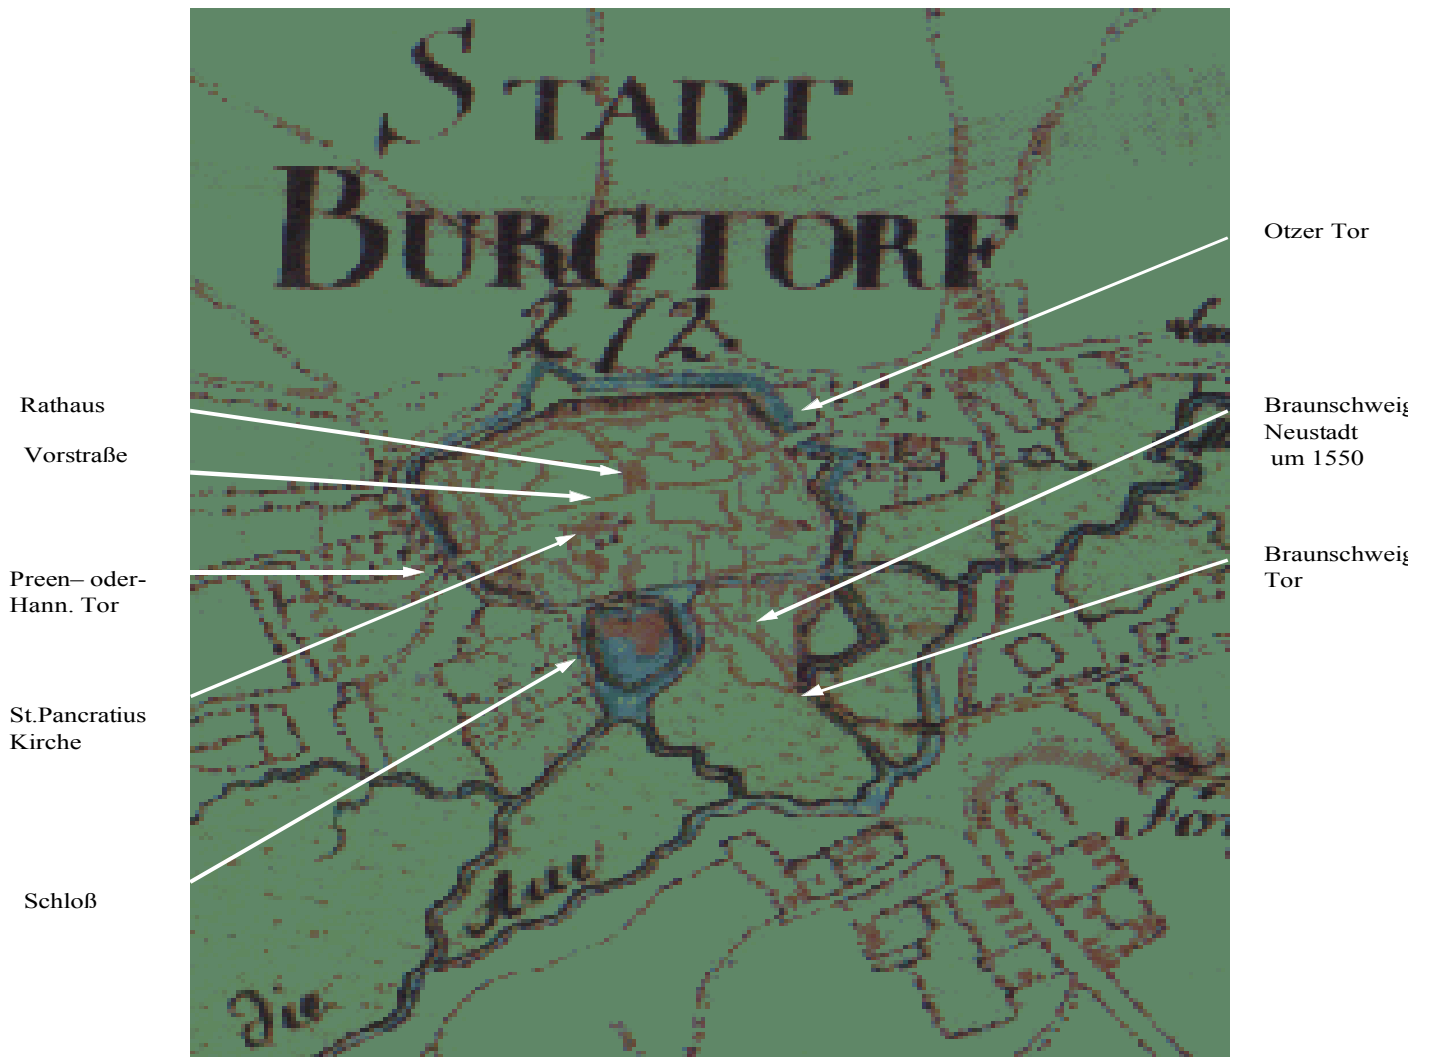 STADT
BURGTORF
272
Otzer Tor
Rathaus
Braunschweig
Neustadt
um 1550
Vorstraße
Braunschweig
Tor
Preen– oder-
Hann. Tor
St.Pancratius
Kirche
Schloß
Aue
Die